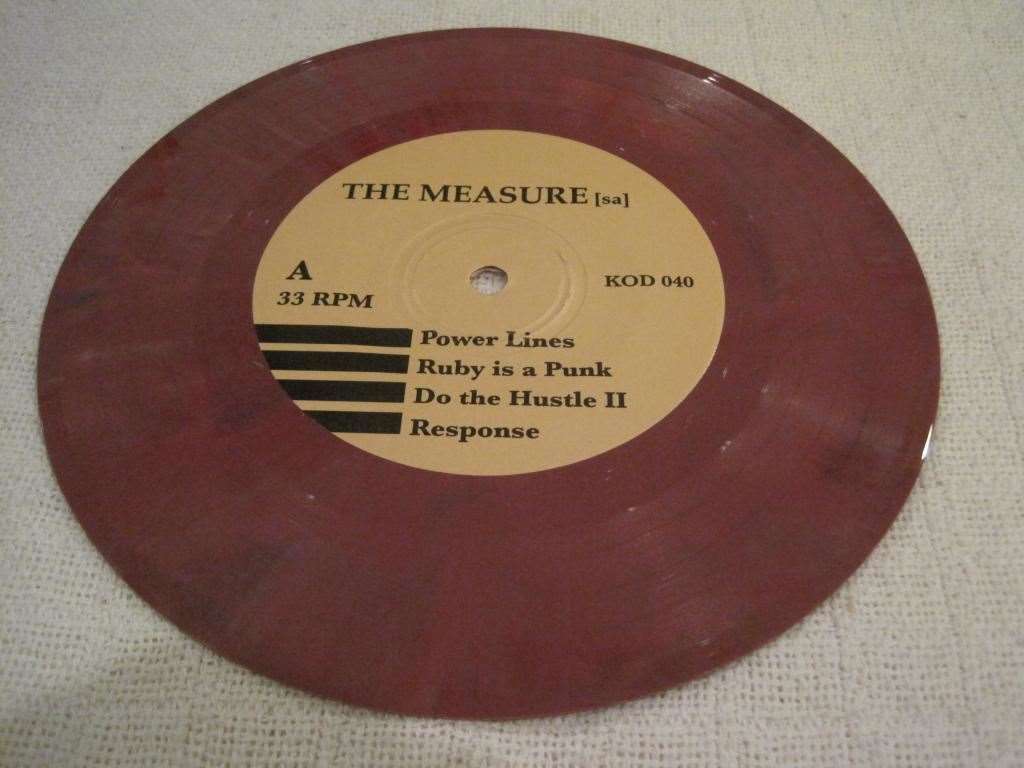 THE MEASURE [sa]
A
KOD 040
33 RPM
Power Lines
Ruby is a Punk
Do the Hustle II
Response